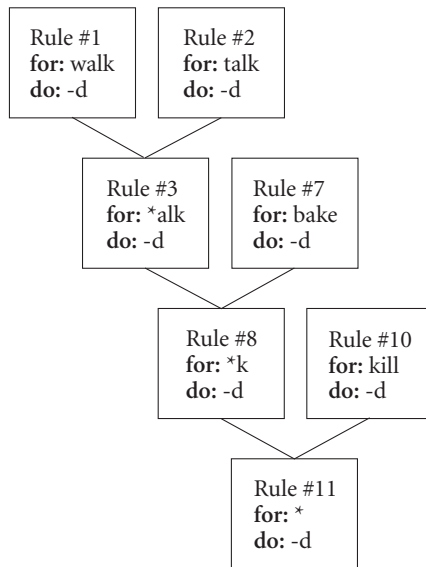 Rule #1
for: walk
do: -d
Rule #2
for: talk
do: -d
Rule #3
for: *alk
do: -d
Rule #7
for: bake
do: -d
Rule #8
for: *k
do: -d
Rule #10
for: kill
do: -d
Rule #11
for: *
do: -d